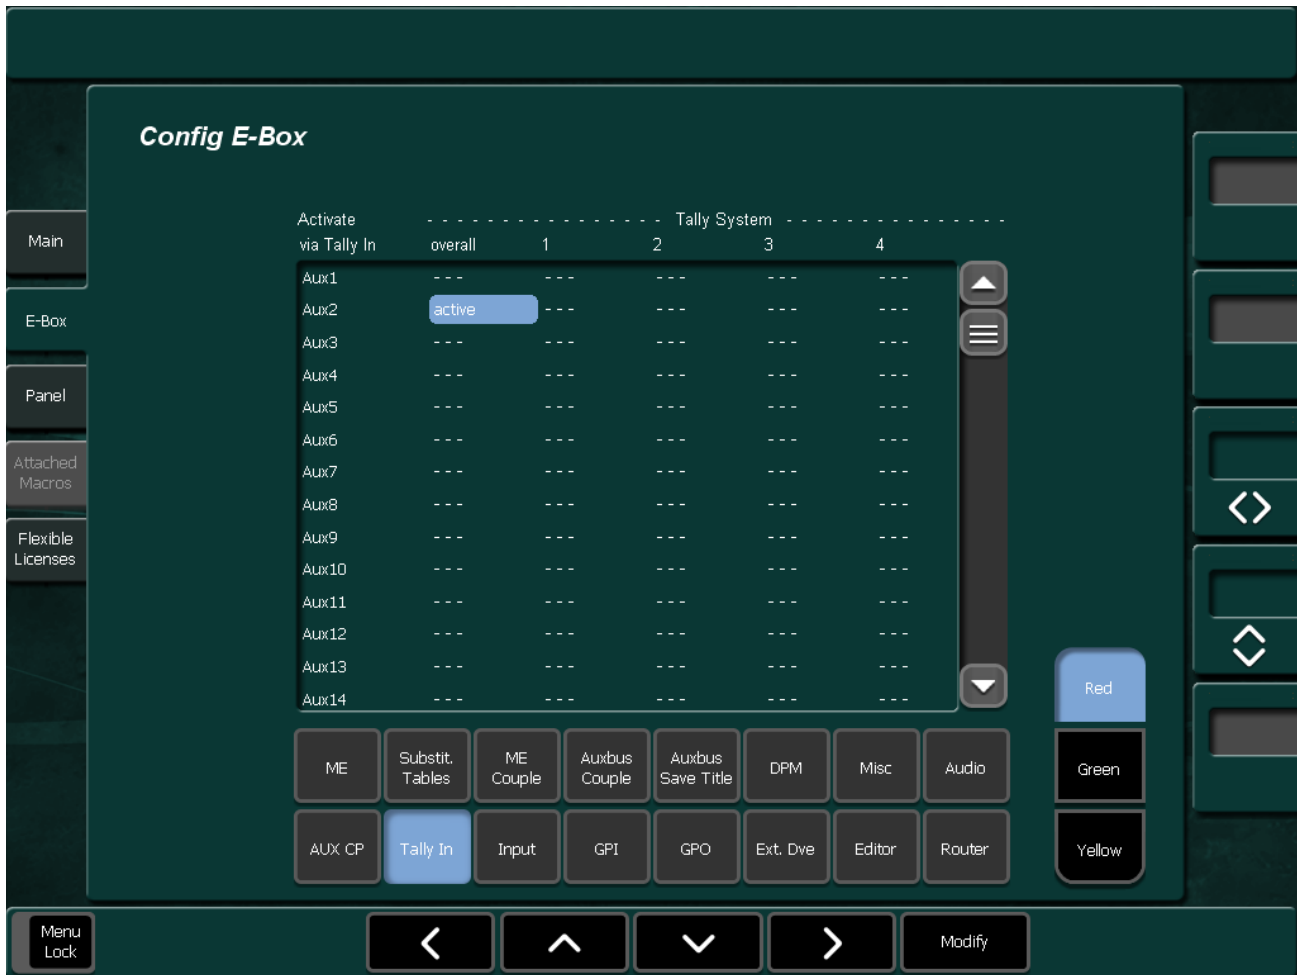 Config E-Box
Activate - - - - - - - - - - - - - - - - Tally System - - - - - - - - - - - - - - -
via Tally In overall 1 2 3 4
Aux1 - - - - - - - - - - - - - - -
Aux2 active - - - - - - - - - - - -
Aux3 - - - - - - - - - - - - - - -
Aux4 - - - - - - - - - - - - - - -
Aux5 - - - - - - - - - - - - - - -
Aux6 - - - - - - - - - - - - - - -
Aux7 - - - - - - - - - - - - - - -
Aux8 - - - - - - - - - - - - - - -
Aux9 - - - - - - - - - - - - - - -
Aux10 - - - - - - - - - - - - - - -
Aux11 - - - - - - - - - - - - - - -
Aux12 - - - - - - - - - - - - - - -
Aux13 - - - - - - - - - - - - - - -
Aux14 - - - - - - - - - - - - - - -
Main
E-Box
Panel
Attached
Macros
Flexible
Licenses
ME
Substit.
Tables
ME
Couple
Auxbus
Couple
Auxbus
Save Title
DPM
Misc
Audio
AUX CP
Tally In
Input
GPI
GPO
Ext. Dve
Editor
Router
Red
Green
Yellow
Menu
Lock
Modify